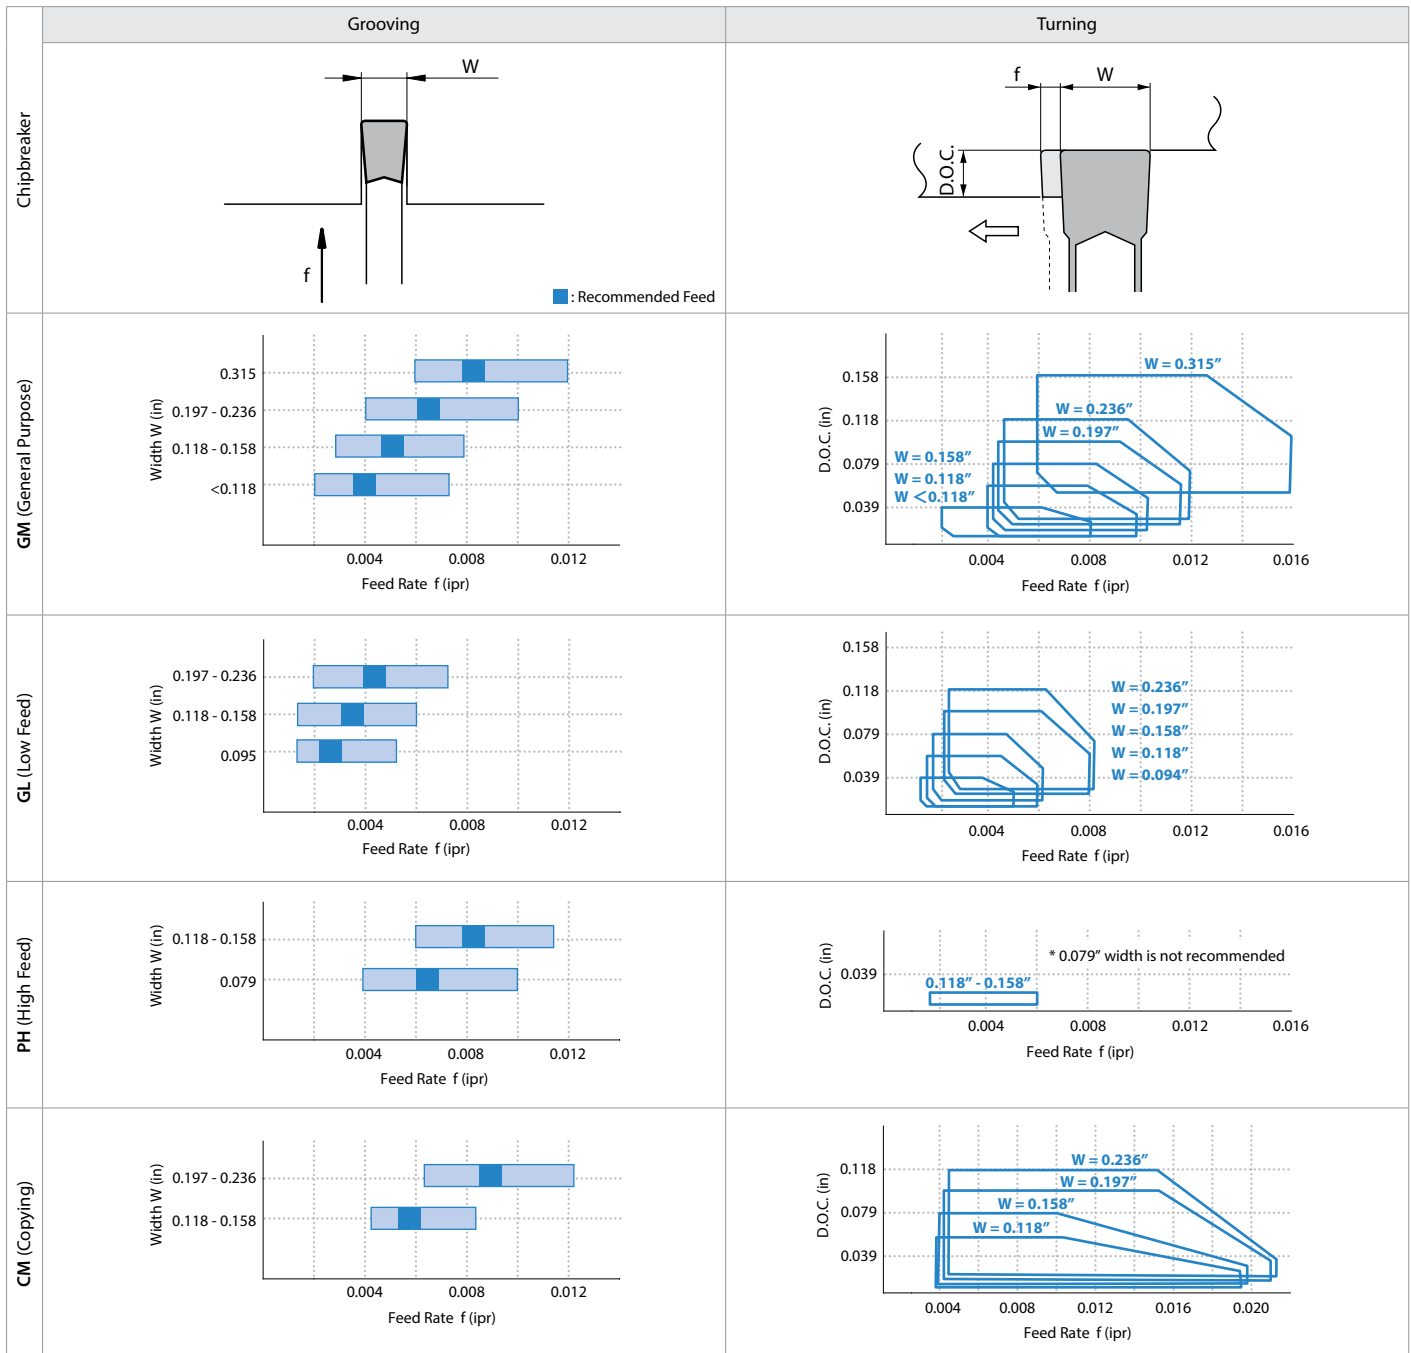 Grooving
Turning
Chipbreaker
W
f
: Recommended Feed
f
W
D.O.C.
GM (General Purpose)
Width W (in)
0.315
0.197 - 0.236
0.118 - 0.158
<0.118
0.004
0.008
0.012
Feed Rate f (ipr)
D.O.C. (in)
0.158
0.118
0.079
0.039
W = 0.315″
W = 0.236″
W = 0.197″
W = 0.158″
W = 0.118″
W <0.118″
0.004
0.008
0.012
0.016
Feed Rate f (ipr)
GL (Low Feed)
Width W (in)
0.197 - 0.236
0.118 - 0.158
0.095
0.004
0.008
0.012
Feed Rate f (ipr)
D.O.C. (in)
0.158
0.118
0.079
0.039
W = 0.236″
W = 0.197″
W = 0.158″
W = 0.118″
W = 0.094″
0.004
0.008
0.012
0.016
Feed Rate f (ipr)
PH (High Feed)
Width W (in)
0.118 - 0.158
0.079
0.004
0.008
0.012
Feed Rate f (ipr)
D.O.C. (in)
* 0.079″ width is not recommended
0.039
0.118″ - 0.158″
0.004
0.008
0.012
0.016
Feed Rate f (ipr)
CM (Copying)
Width W (in)
0.197 - 0.236
0.118 - 0.158
0.004
0.008
0.012
Feed Rate f (ipr)
D.O.C. (in)
0.118
0.079
0.039
W = 0.236″
W = 0.197″
W = 0.158″
W = 0.118″
0.004
0.008
0.012
0.016
0.020
Feed Rate f (ipr)